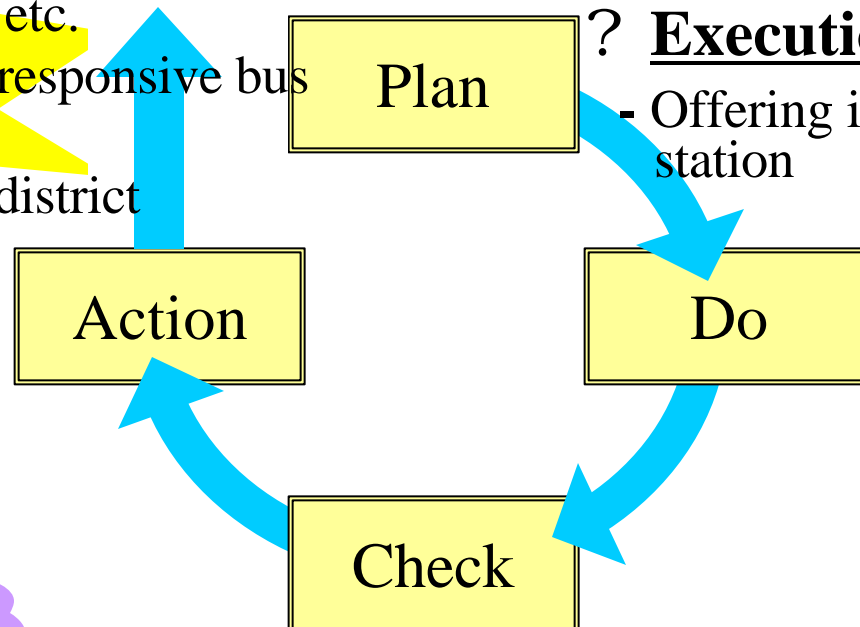 etc.
responsive bus
district
Plan
? Executi
- Offering i
station
Action
Do
Check